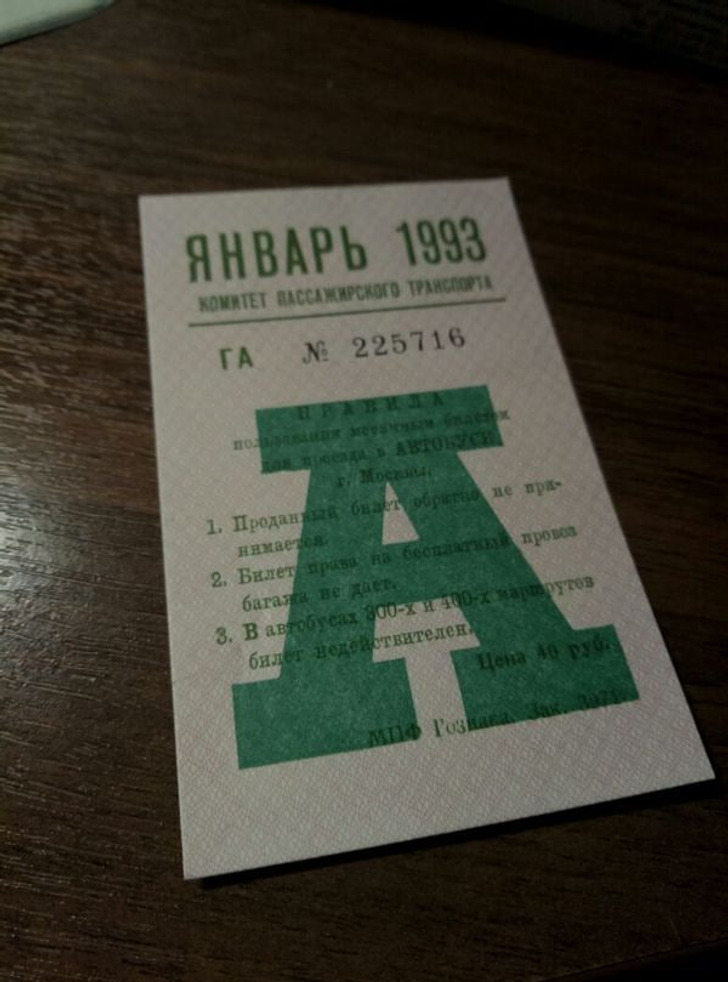 ЯНВАРЬ 1993
КОМИТЕТ ПАССАЖИРСКОГО ТРАНСПОРТА
ГА № 225716
А
ПРАВИЛА
пользования месячным билетом
для проезда в АВТОБУСЕ
г. Москвы.
1. Проданный билет обратно не при-
нимается.
2. Билет права на бесплатный провоз
багажа не дает.
3. В автобусах 300-х и 400-х маршрутов
билет недействителен.
Цена 40 руб.
МПФ Гознака. Зак.